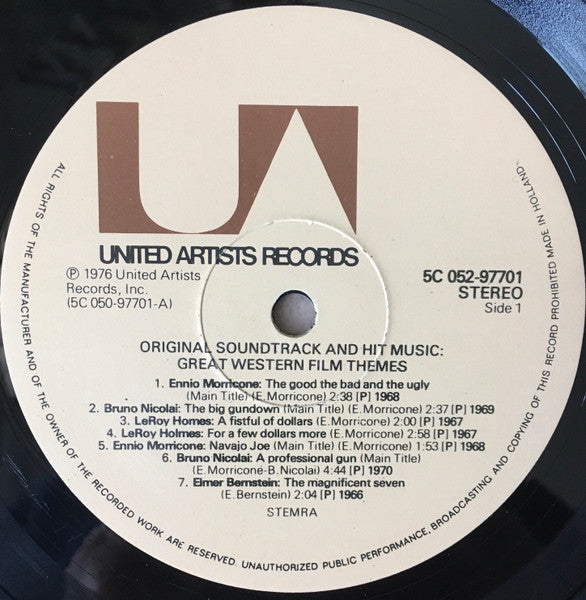 UA
UNITED ARTISTS RECORDS
℗ 1976 United Artists
Records, Inc.
(5C 050-97701-A)
5C 052-97701
STEREO
Side 1
ORIGINAL SOUNDTRACK AND HIT MUSIC:
GREAT WESTERN FILM THEMES
1. Ennio Morricone: The good the bad and the ugly
(Main Title) (E.Morricone) 2:38 [P] 1968
2. Bruno Nicolai: The big gundown (Main Title) (E.Morricone) 2:37 [P] 1969
3. LeRoy Homes: A fistful of dollars (E.Morricone) 2:00 [P] 1967
4. LeRoy Holmes: For a few dollars more (E.Morricone) 2:58 [P] 1967
5. Ennio Morricone: Navajo Joe (Main Title) (E.Morricone) 1:53 [P] 1968
6. Bruno Nicolai: A professional gun (Main Title)
(E.Morricone-B.Nicolai) 4:44 [P] 1970
7. Elmer Bernstein: The magnificent seven
(E.Bernstein) 2:04 [P] 1966
STEMRA
ALL RIGHTS OF THE MANUFACTURER AND OF THE OWNER OF THE RECORDED WORK ARE RESERVED. UNAUTHORIZED PUBLIC PERFORMANCE, BROADCASTING AND COPYING OF THIS RECORD PROHIBITED MADE IN HOLLAND